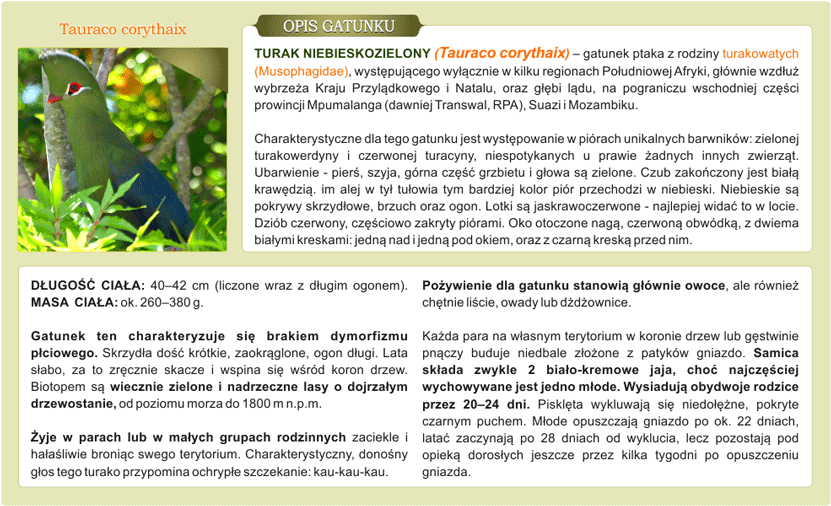 Tauraco corythaix
OPIS GATUNKU
TURAK NIEBIESKOZIELONY (Tauraco corythaix) – gatunek ptaka z rodziny turakowatych
(Musophagidae), występującego wyłącznie w kilku regionach Południowej Afryki, głównie wzdłuż
wybrzeża Kraju Przylądkowego i Natalu, oraz głębi lądu, na pograniczu wschodniej części
prowincji Mpumalanga (dawniej Transwal, RPA), Suazi i Mozambiku.
Charakterystyczne dla tego gatunku jest występowanie w piórach unikalnych barwników: zielonej
turakowerdyny i czerwonej turacyny, niespotykanych u prawie żadnych innych zwierząt.
Ubarwienie - pierś, szyja, górna część grzbietu i głowa są zielone. Czub zakończony jest białą
krawędzią. im alej w tył tułowia tym bardziej kolor piór przechodzi w niebieski. Niebieskie są
pokrywy skrzydłowe, brzuch oraz ogon. Lotki są jaskrawoczerwone - najlepiej widać to w locie.
Dziób czerwony, częściowo zakryty piórami. Oko otoczone nagą, czerwoną obwódką, z dwiema
białymi kreskami: jedną nad i jedną pod okiem, oraz z czarną kreską przed nim.
DŁUGOŚĆ CIAŁA: 40–42 cm (liczone wraz z długim ogonem).
MASA CIAŁA: ok. 260–380 g.
Gatunek ten charakteryzuje się brakiem dymorfizmu
płciowego. Skrzydła dość krótkie, zaokrąglone, ogon długi. Lata
słabo, za to zręcznie skacze i wspina się wśród koron drzew.
Biotopem są wiecznie zielone i nadrzeczne lasy o dojrzałym
drzewostanie, od poziomu morza do 1800 m n.p.m.
Żyje w parach lub w małych grupach rodzinnych zaciekle i
hałaśliwie broniąc swego terytorium. Charakterystyczny, donośny
głos tego turako przypomina ochrypłe szczekanie: kau-kau-kau.
Pożywienie dla gatunku stanowią głównie owoce, ale również
chętnie liście, owady lub dżdżownice.
Każda para na własnym terytorium w koronie drzew lub gęstwinie
pnączy buduje niedbale złożone z patyków gniazdo. Samica
składa zwykle 2 biało-kremowe jaja, choć najczęściej
wychowywane jest jedno młode. Wysiadują obydwoje rodzice
przez 20–24 dni. Pisklęta wykluwają się niedołężne, pokryte
czarnym puchem. Młode opuszczają gniazdo po ok. 22 dniach,
latać zaczynają po 28 dniach od wyklucia, lecz pozostają pod
opieką dorosłych jeszcze przez kilka tygodni po opuszczeniu
gniazda.